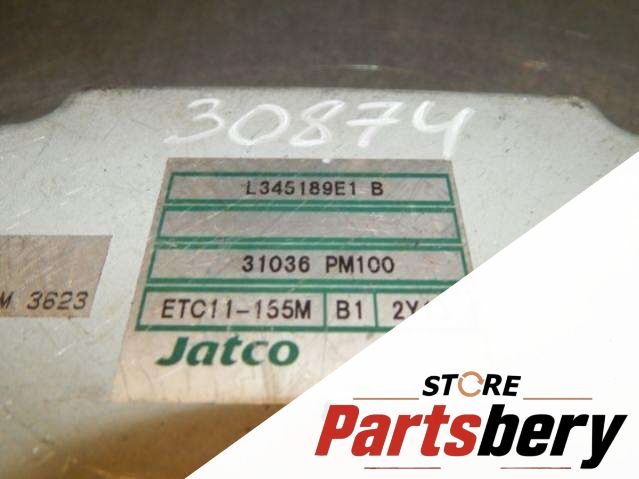 30874
L345189E1 B
31036 PM100
M 3623
ETC11-155M B1
Jatco
STORE
Partsbery